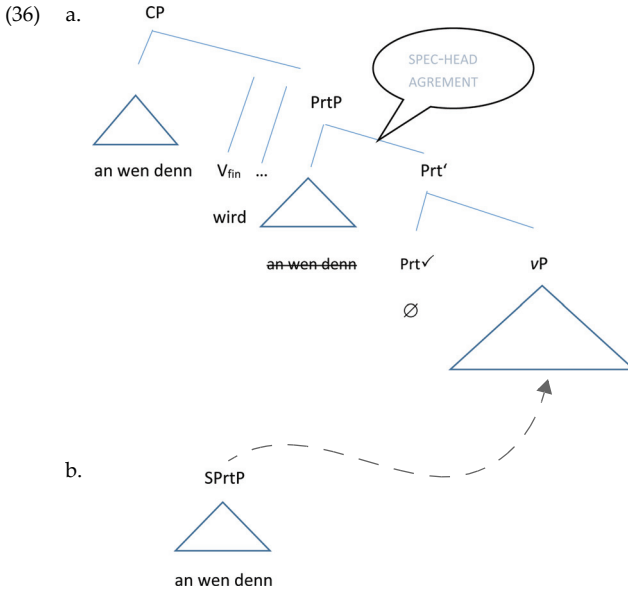 (36) a.
CP
SPEC-HEAD
AGREMENT
PrtP
an wen denn Vfin ... Prt‘
wird
an wen denn Prt✓ vP
∅
b.
SPrtP
an wen denn